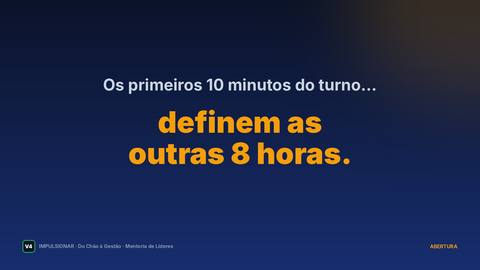 Os primeiros 10 minutos do turno...
definem as
outras 8 horas.
V4 IMPULSIONAR · Do Chão à Gestão · Mentoria de Líderes
ABERTURA